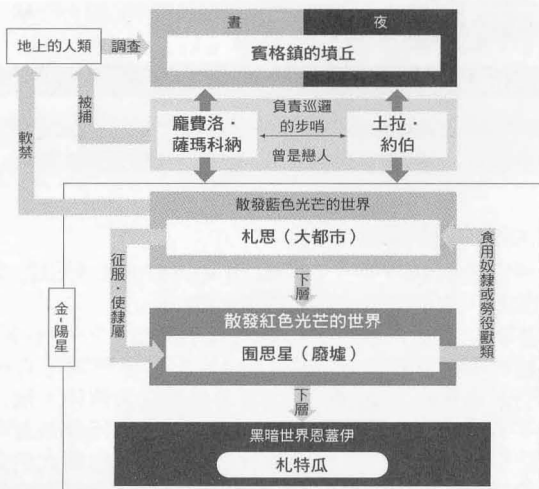 晝
夜
地上的人類
調查
賓格鎮的墳丘
被捕
軟禁
龐費洛・
薩瑪科納
負責巡邏
的步哨
曾是戀人
土拉・
約伯
散發藍色光芒的世界
札思（大都市）
征服・使隸屬
下層
食用奴隸或勞役獸類
金-陽星
散發紅色光芒的世界
囿思星（廢墟）
下層
黑暗世界恩蓋伊
札特瓜